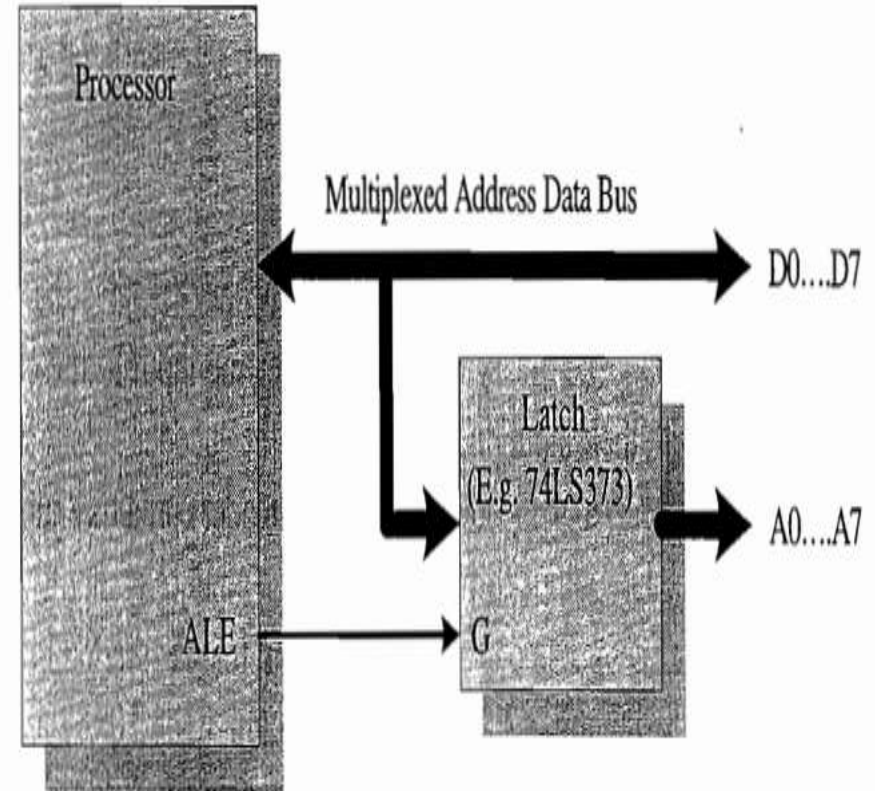 Processor
Multiplexed Address Data Bus
D0....D7
Latch
(E.g. 74LS373)
A0....A7
ALE
G